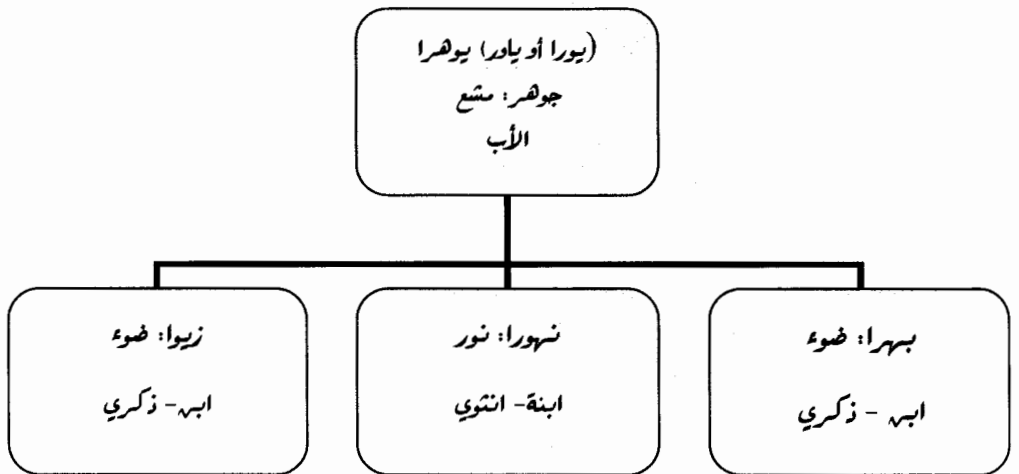 (يورا أو ياور) يوهرا
جوهر: مشع
الأب
بهرا: ضوء
ابن - ذكري
نهورا: نور
ابنة- انثوي
زيوا: ضوء
ابن - ذكري